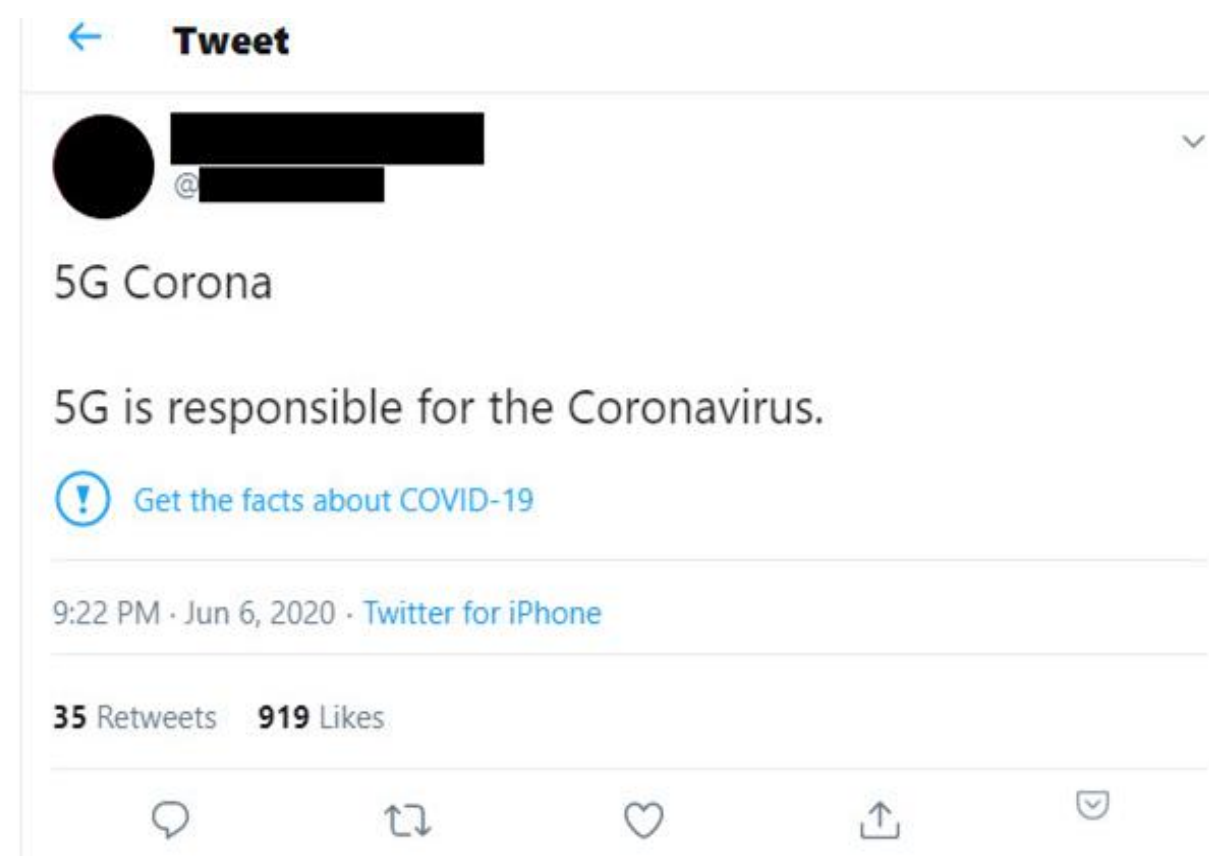 Tweet
@
5G Corona
5G is responsible for the Coronavirus.
Get the facts about COVID-19
9:22 PM · Jun 6, 2020 · Twitter for iPhone
35 Retweets 919 Likes